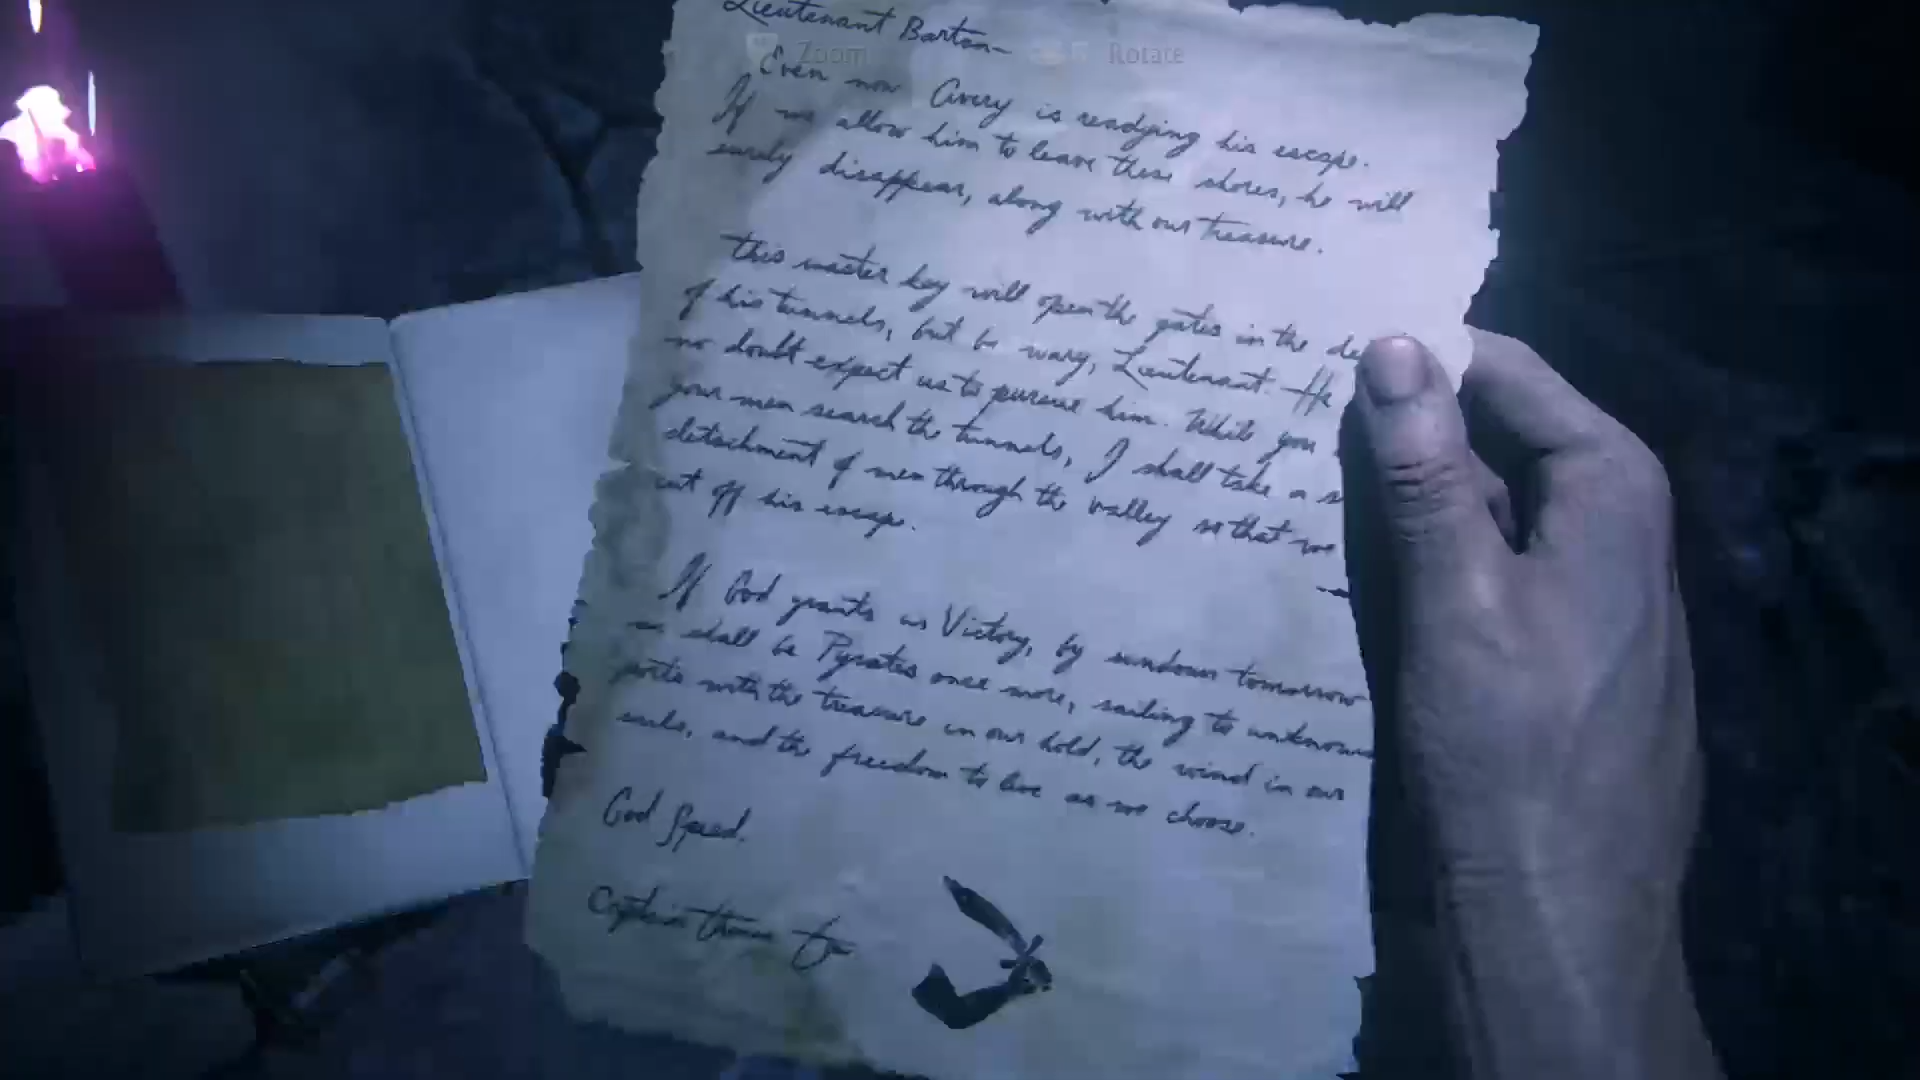 Lieutenant Barton—
Zoom
Rotate
Even now Avery is readying his escape.
If we allow him to leave these shores, he will
surely disappear, along with our treasure.
This master key will open the gates in the de
of his tunnels, but be wary, Lieutenant. He
no doubt expect us to pursue him. While you
your men search the tunnels, I shall take a s
detachment of men through the valley so that we
cut off his escape.
If God grants us Victory, by sundown tomorrow
we shall be Pyrates once more, sailing to unknown
ports with the treasure in our hold, the wind in our
sails, and the freedom to live as we choose.
God Speed.
Captain Thomas